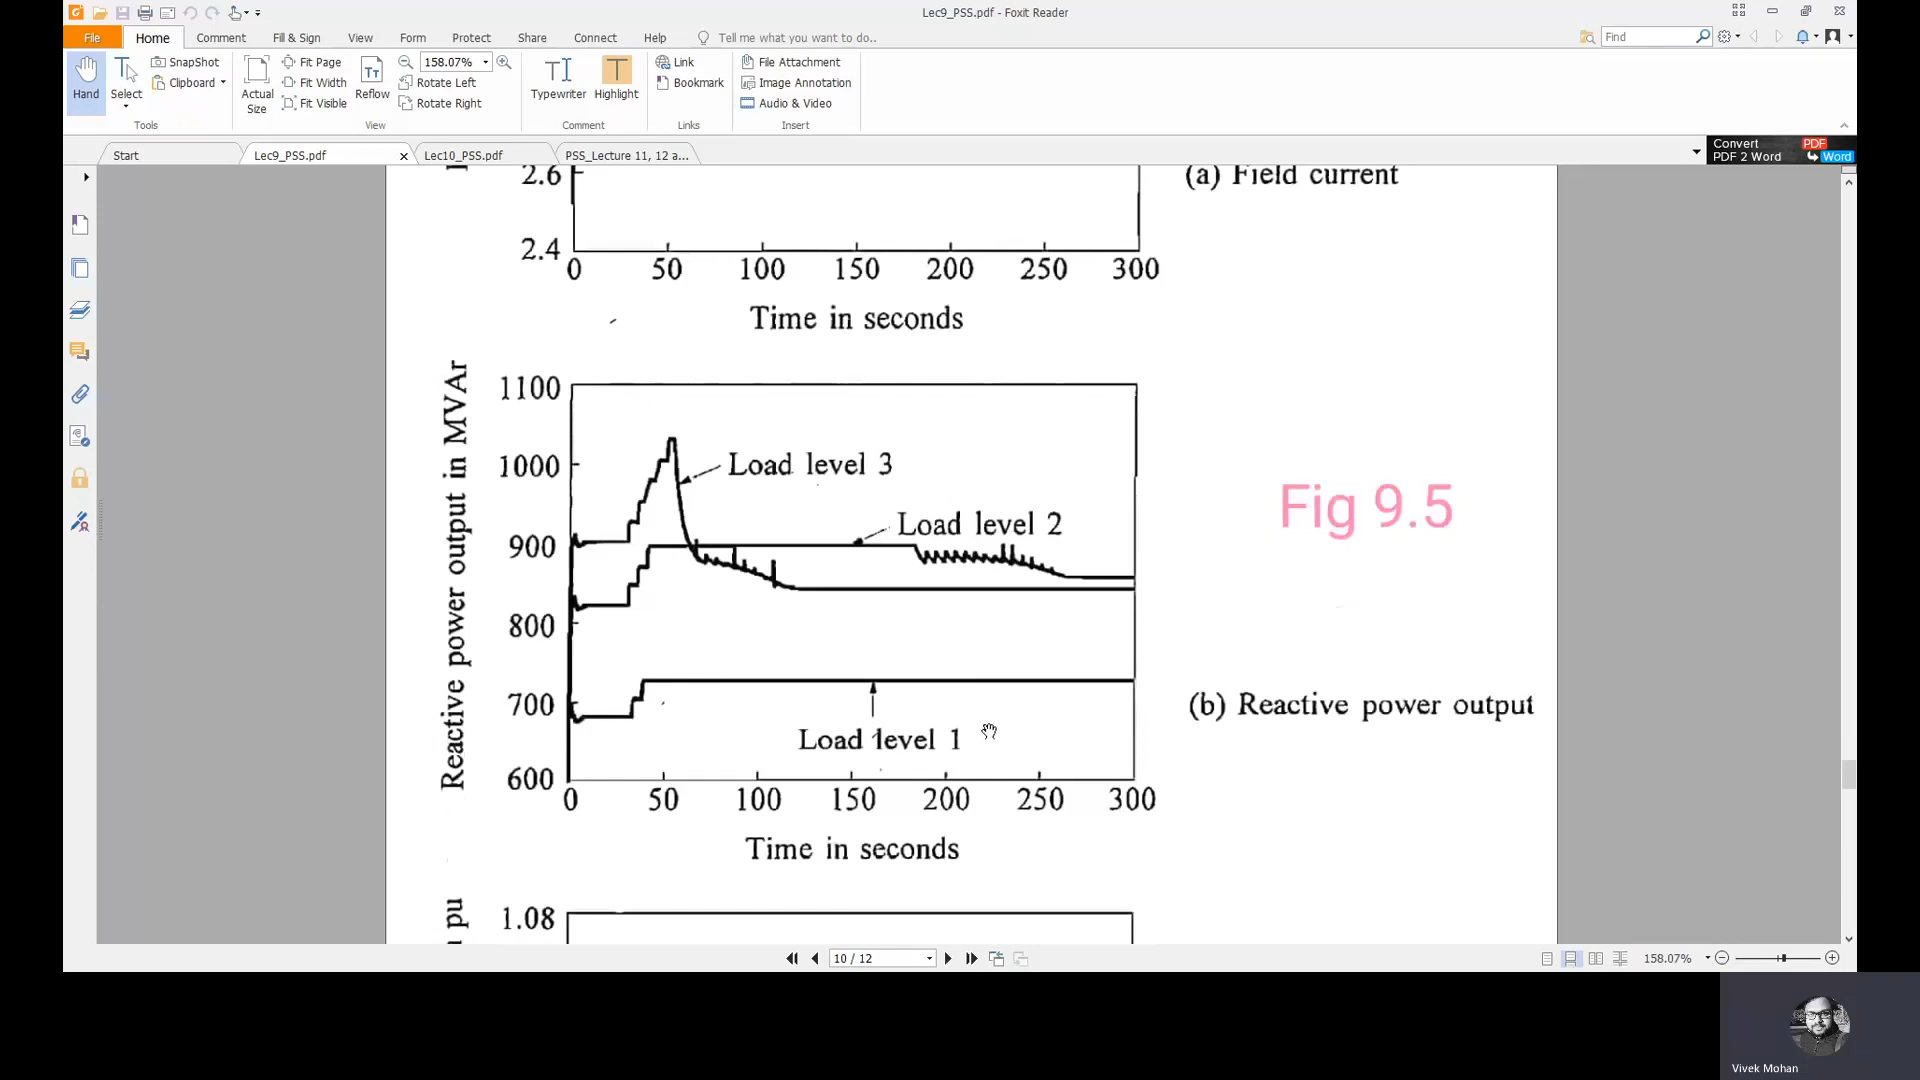 Lec9_PSS.pdf - Foxit Reader
File Home Comment Fill & Sign View Form Protect Share Connect Help Tell me what you want to do.. Find
SnapShot Fit Page 158.07% Rotate Left Link File Attachment
Hand Select Clipboard Actual Size Fit Width Reflow Rotate Right Typewriter Highlight Bookmark Image Annotation
Fit Visible Audio & Video
Tools View Comment Links Insert
Start Lec9_PSS.pdf Lec10_PSS.pdf PSS_Lecture 11, 12 a...
Convert PDF
PDF 2 Word Word
2.6 (a) Field current
2.4
0 50 100 150 200 250 300
Time in seconds
Reactive power output in MVAr
1100
1000 Load level 3
Load level 2
Fig 9.5
900
800
700 (b) Reactive power output
Load level 1
600
0 50 100 150 200 250 300
Time in seconds
pu
1.08
10 / 12 158.07%
Vivek Mohan